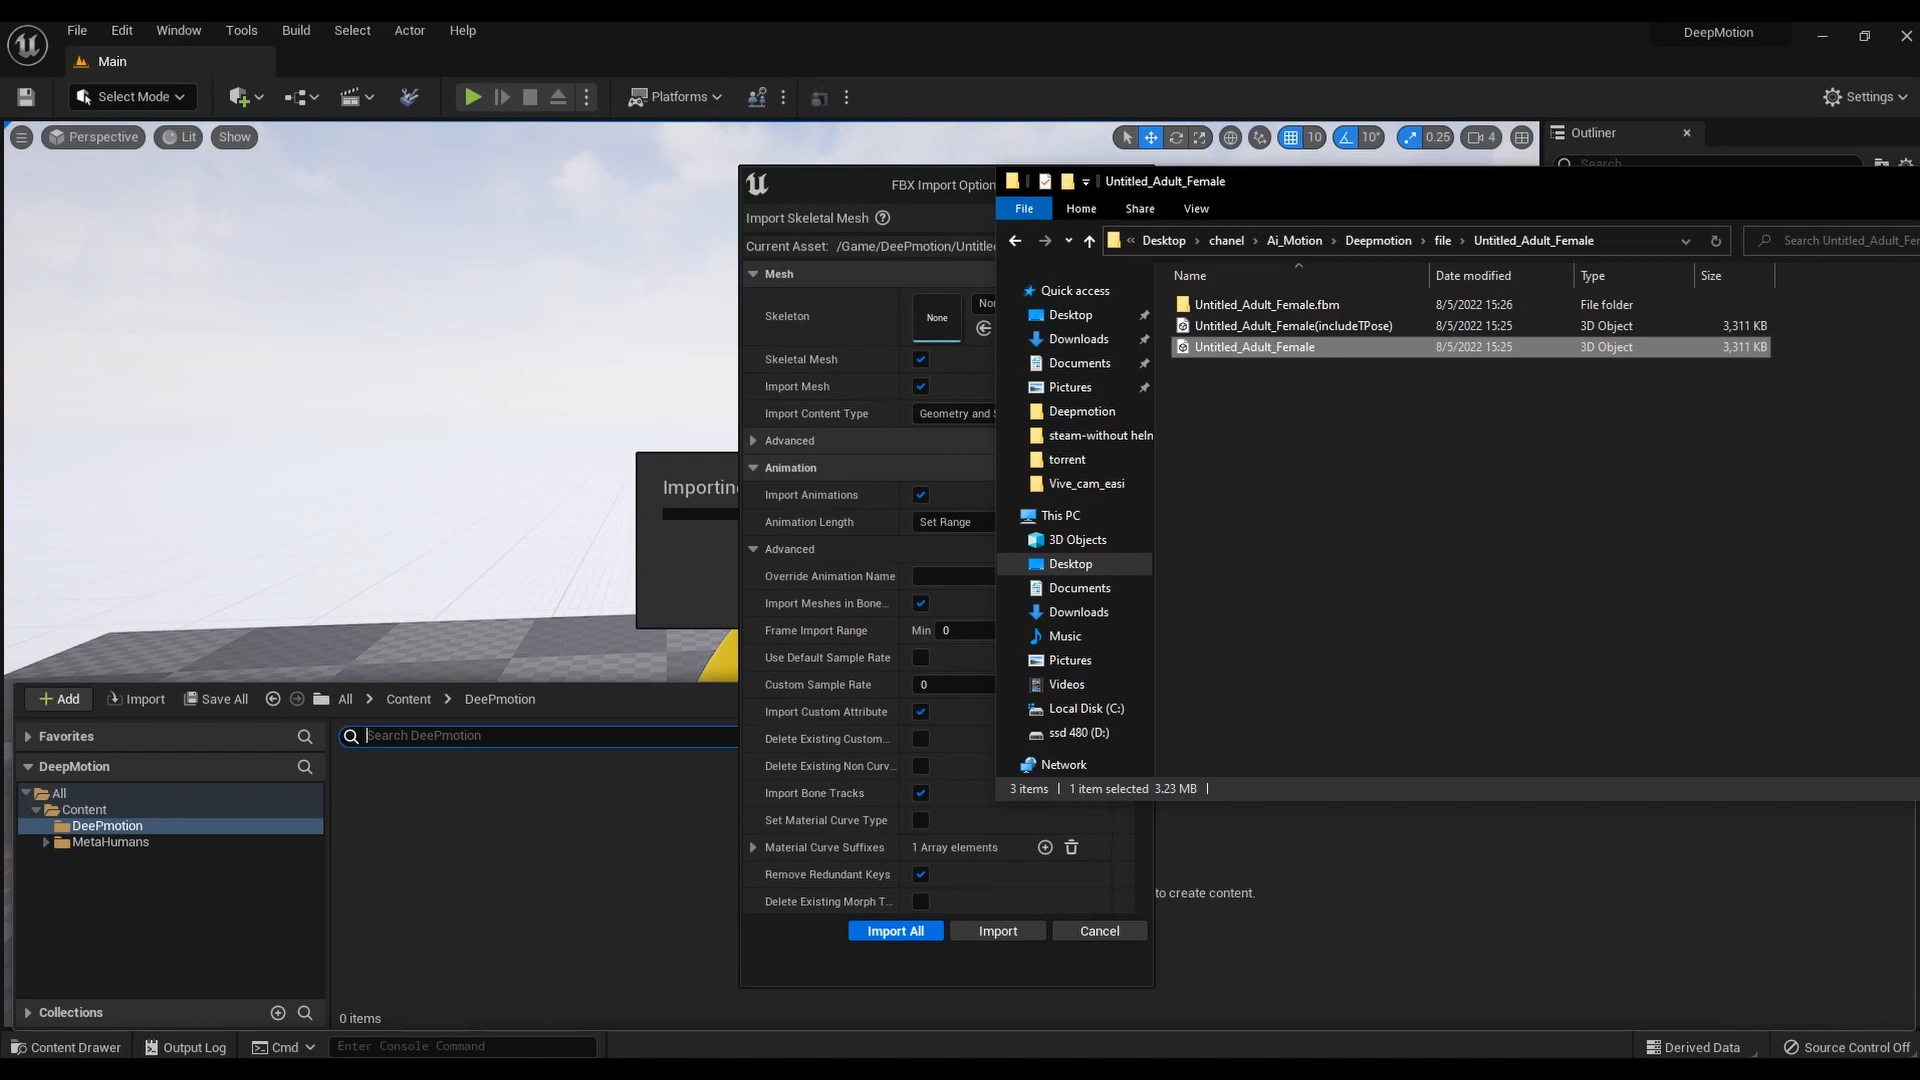 File Edit Window Tools Build Select Actor Help
DeepMotion
Main
Select Mode
Platforms
Settings
Perspective
Lit
Show
10
10°
0.25
4
Outliner
Search
FBX Import Option
Import Skeletal Mesh
Current Asset: /Game/DeePmotion/Untitled
Mesh
Skeleton
None
Non
Skeletal Mesh
Import Mesh
Import Content Type
Geometry and S
Advanced
Animation
Import Animations
Animation Length
Set Range
Advanced
Override Animation Name
Import Meshes in Bone...
Frame Import Range
Min 0
Use Default Sample Rate
Custom Sample Rate
0
Import Custom Attribute
Delete Existing Custom...
Delete Existing Non Curv...
Import Bone Tracks
Set Material Curve Type
Material Curve Suffixes
1 Array elements
Remove Redundant Keys
Delete Existing Morph T...
Import All
Import
Cancel
Importing
Untitled_Adult_Female
File
Home
Share
View
« Desktop > chanel > Ai_Motion > Deepmotion > file > Untitled_Adult_Female
Search Untitled_Adult_Fer
Name
Date modified
Type
Size
Untitled_Adult_Female.fbm 8/5/2022 15:26 File folder
Untitled_Adult_Female(includeTPose) 8/5/2022 15:25 3D Object 3,311 KB
Untitled_Adult_Female 8/5/2022 15:25 3D Object 3,311 KB
Quick access
Desktop
Downloads
Documents
Pictures
Deepmotion
steam-without helm
torrent
Vive_cam_easi
This PC
3D Objects
Desktop
Documents
Downloads
Music
Pictures
Videos
Local Disk (C:)
ssd 480 (D:)
Network
3 items
1 item selected 3.23 MB
Add
Import
Save All
All > Content > DeePmotion
Favorites
DeepMotion
All
Content
DeePmotion
MetaHumans
Collections
Search DeePmotion
to create content.
0 items
Content Drawer
Output Log
Cmd
Enter Console Command
Derived Data
Source Control Off